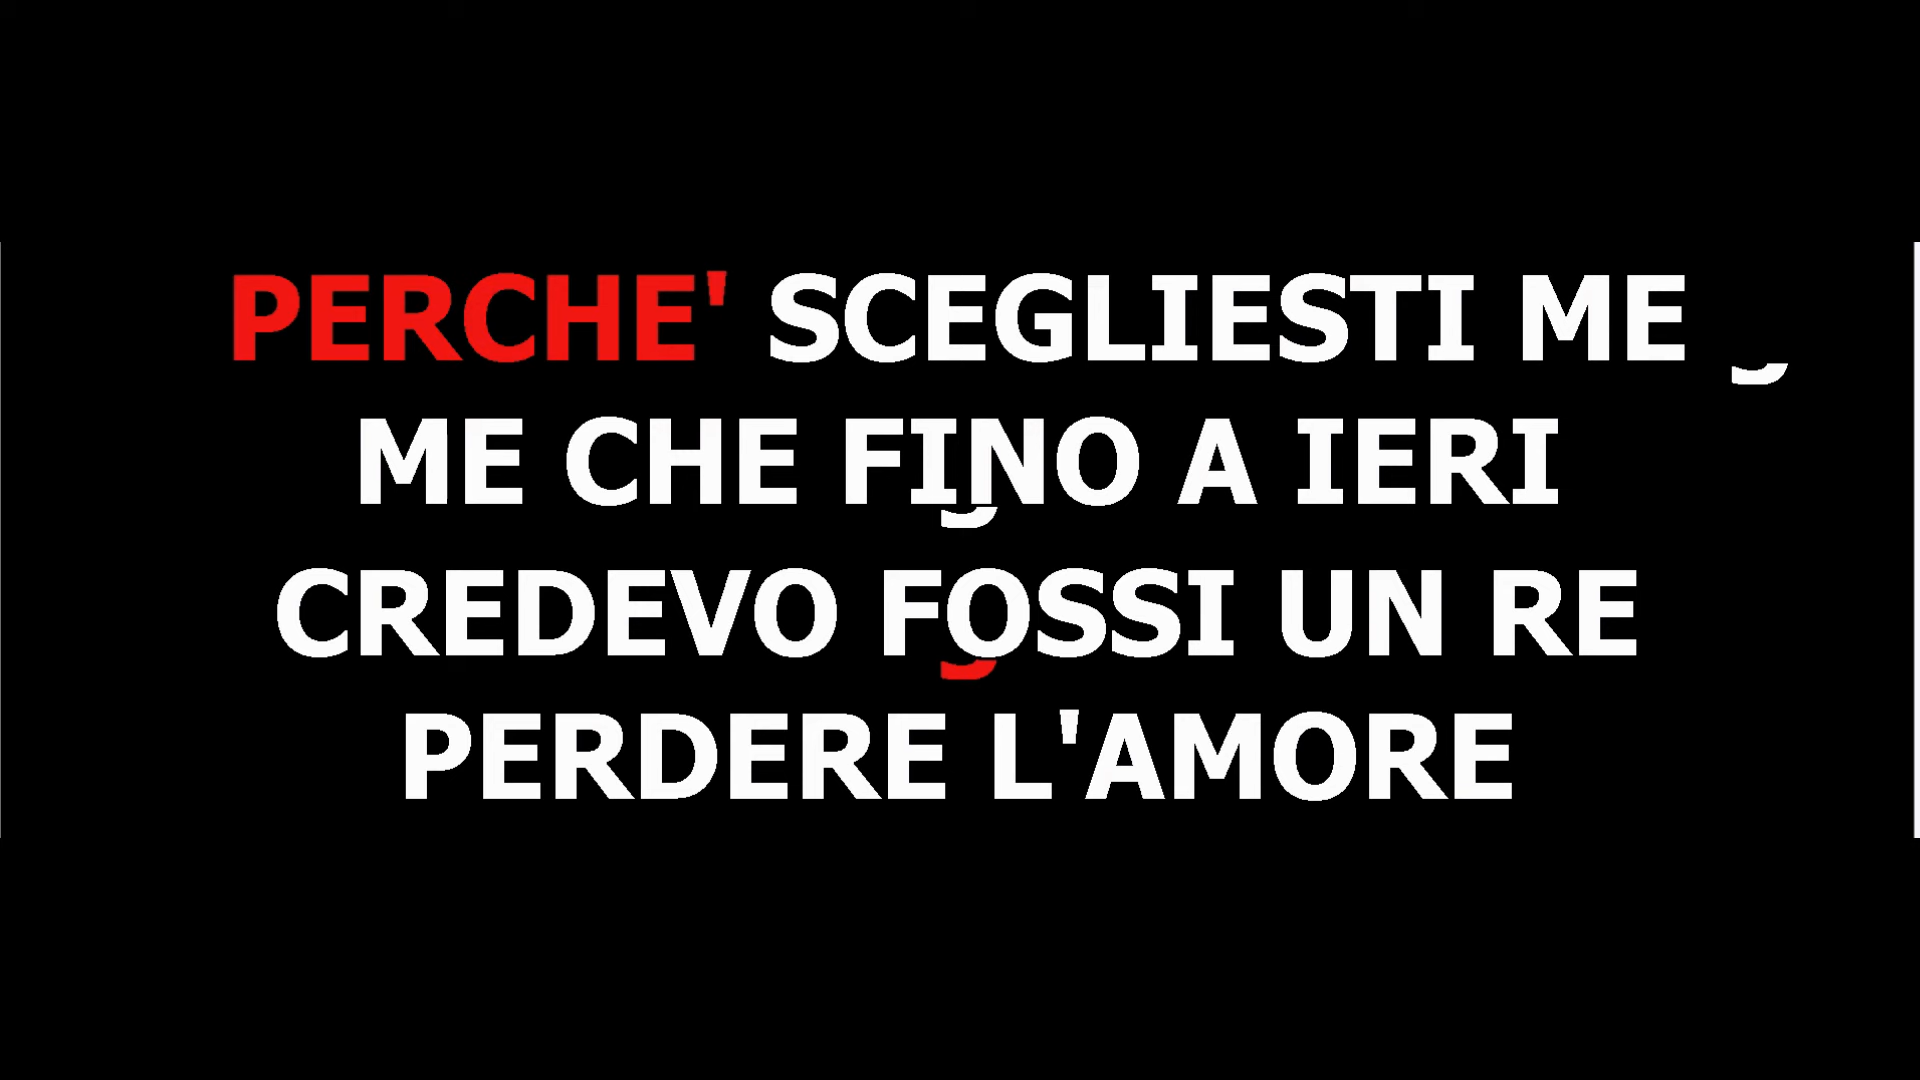 PERCHE' SCEGLIESTI ME
ME CHE FINO A IERI
CREDEVO FOSSI UN RE
PERDERE L'AMORE